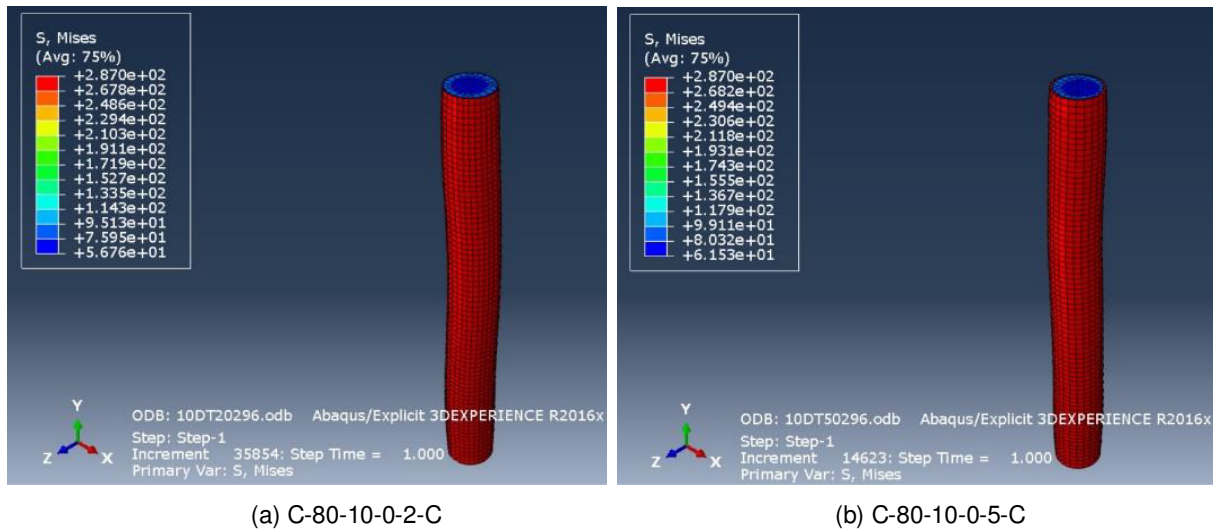 S, Mises
(Avg: 75%)
+2.870e+02
+2.678e+02
+2.486e+02
+2.294e+02
+2.103e+02
+1.911e+02
+1.719e+02
+1.527e+02
+1.335e+02
+1.143e+02
+9.513e+01
+7.595e+01
+5.676e+01
Y
Z
X
ODB: 10DT20296.odb Abaqus/Explicit 3DEXPERIENCE R2016x
Step: Step-1
Increment 35854: Step Time = 1.000
Primary Var: S, Mises
(a) C-80-10-0-2-C
S, Mises
(Avg: 75%)
+2.870e+02
+2.682e+02
+2.494e+02
+2.306e+02
+2.118e+02
+1.931e+02
+1.743e+02
+1.555e+02
+1.367e+02
+1.179e+02
+9.911e+01
+8.032e+01
+6.153e+01
Y
Z
X
ODB: 10DT50296.odb Abaqus/Explicit 3DEXPERIENCE R2016x
Step: Step-1
Increment 14623: Step Time = 1.000
Primary Var: S, Mises
(b) C-80-10-0-5-C